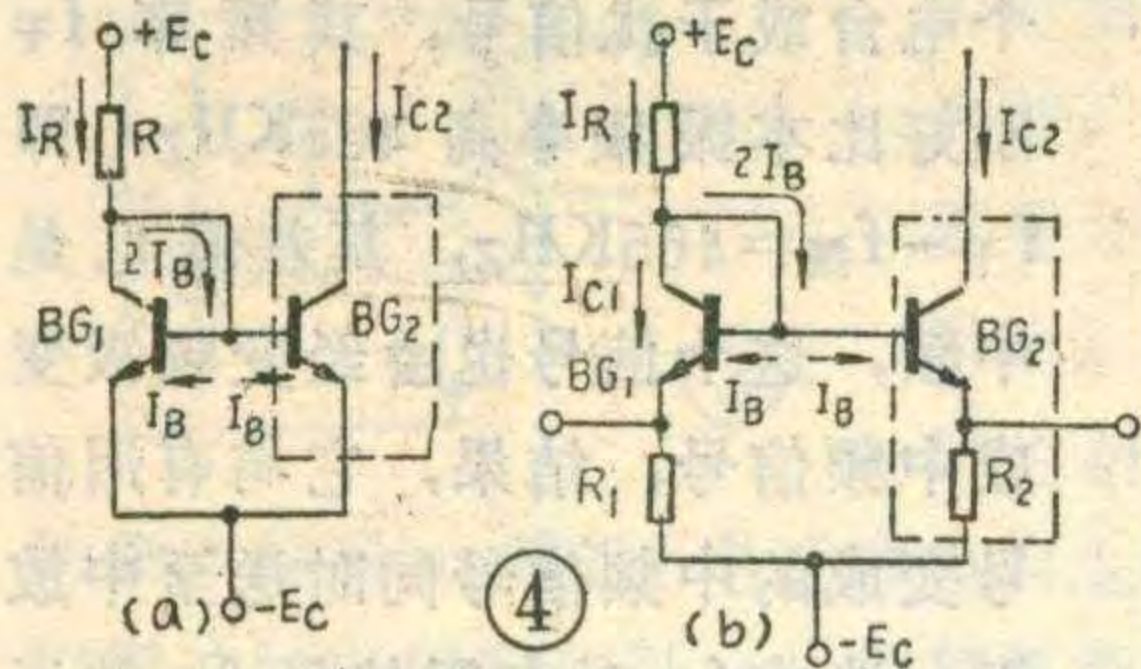 +EC
IR
R
IC2
2IB
BG1
BG2
IB
IB
(a)
-EC
④
+EC
IR
IC2
2IB
IC1
BG1
BG2
IB
IB
R1
R2
(b)
-EC